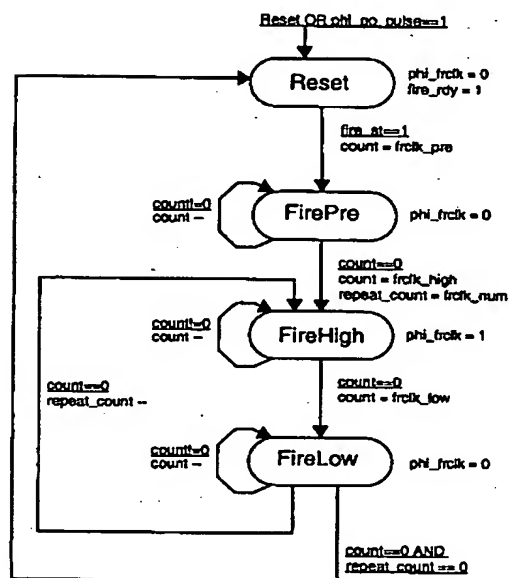 Reset OR phi_po_pulse==1
Reset
phi_frclk = 0
fire_rdy = 1
fire_st==1
count = frclk_pre
count!=0
count --
FirePre
phi_frclk = 0
count==0
count = frclk_high
repeat_count = frclk_num
count!=0
count --
FireHigh
phi_frclk = 1
count==0
repeat_count --
count==0
count = frclk_low
count!=0
count --
FireLow
phi_frclk = 0
count==0 AND
repeat_count == 0